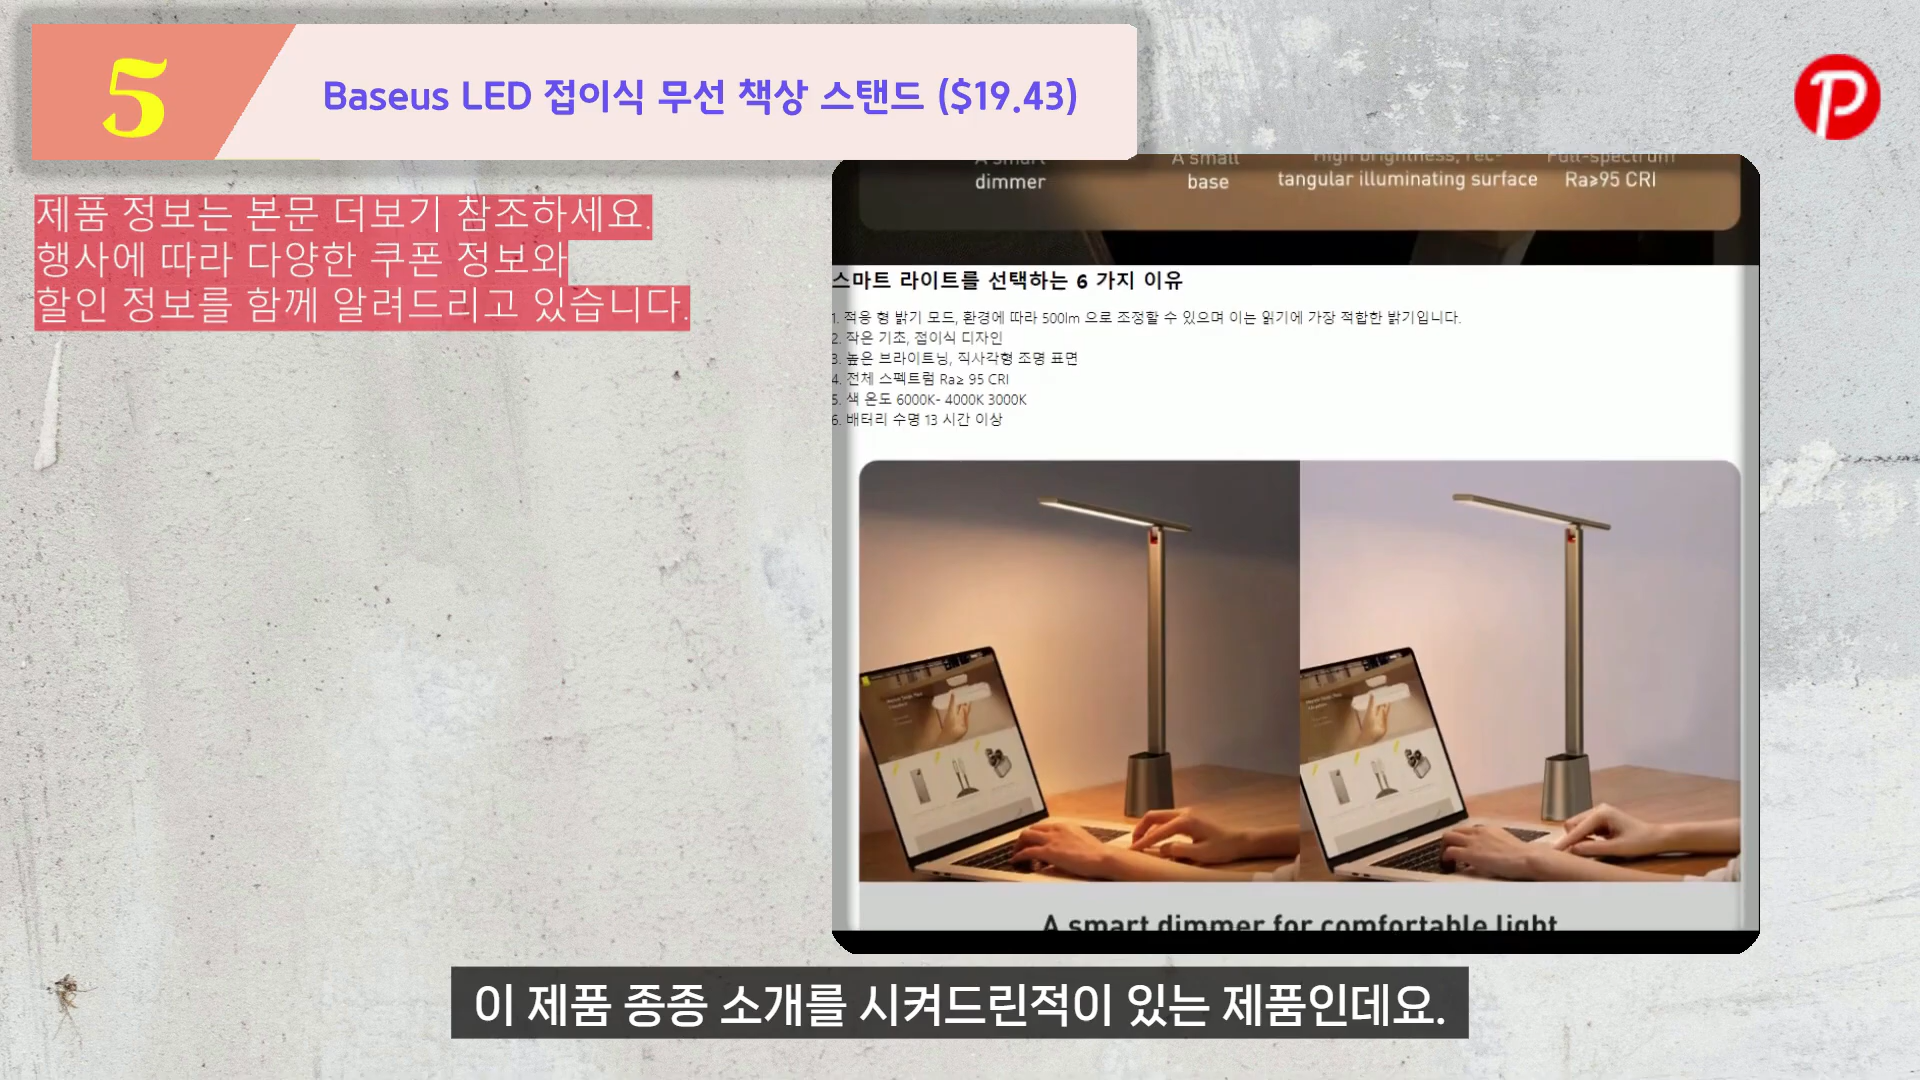 5
Baseus LED 접이식 무선 책상 스탠드 ($19.43)
제품 정보는 본문 더보기 참조하세요.
행사에 따라 다양한 쿠폰 정보와
할인 정보를 함께 알려드리고 있습니다.
A smart dimmer
A small base
High brightness, rec-
tangular illuminating surface
Full-spectrum
Ra≥95 CRI
스마트 라이트를 선택하는 6 가지 이유
1. 적응 형 밝기 모드, 환경에 따라 500lm 으로 조정할 수 있으며 이는 읽기에 가장 적합한 밝기입니다.
2. 작은 기초, 접이식 디자인
3. 높은 브라이트닝, 직사각형 조명 표면
4. 전체 스펙트럼 Ra≥ 95 CRI
5. 색 온도 6000K- 4000K 3000K
6. 배터리 수명 13 시간 이상
A smart dimmer for comfortable light
이 제품 종종 소개를 시켜드린적이 있는 제품인데요.